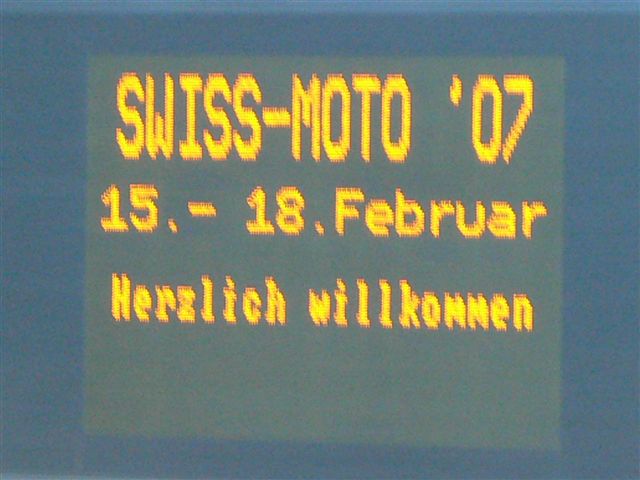 SWISS-MOTO '07
15.- 18.Februar
Herzlich willkommen